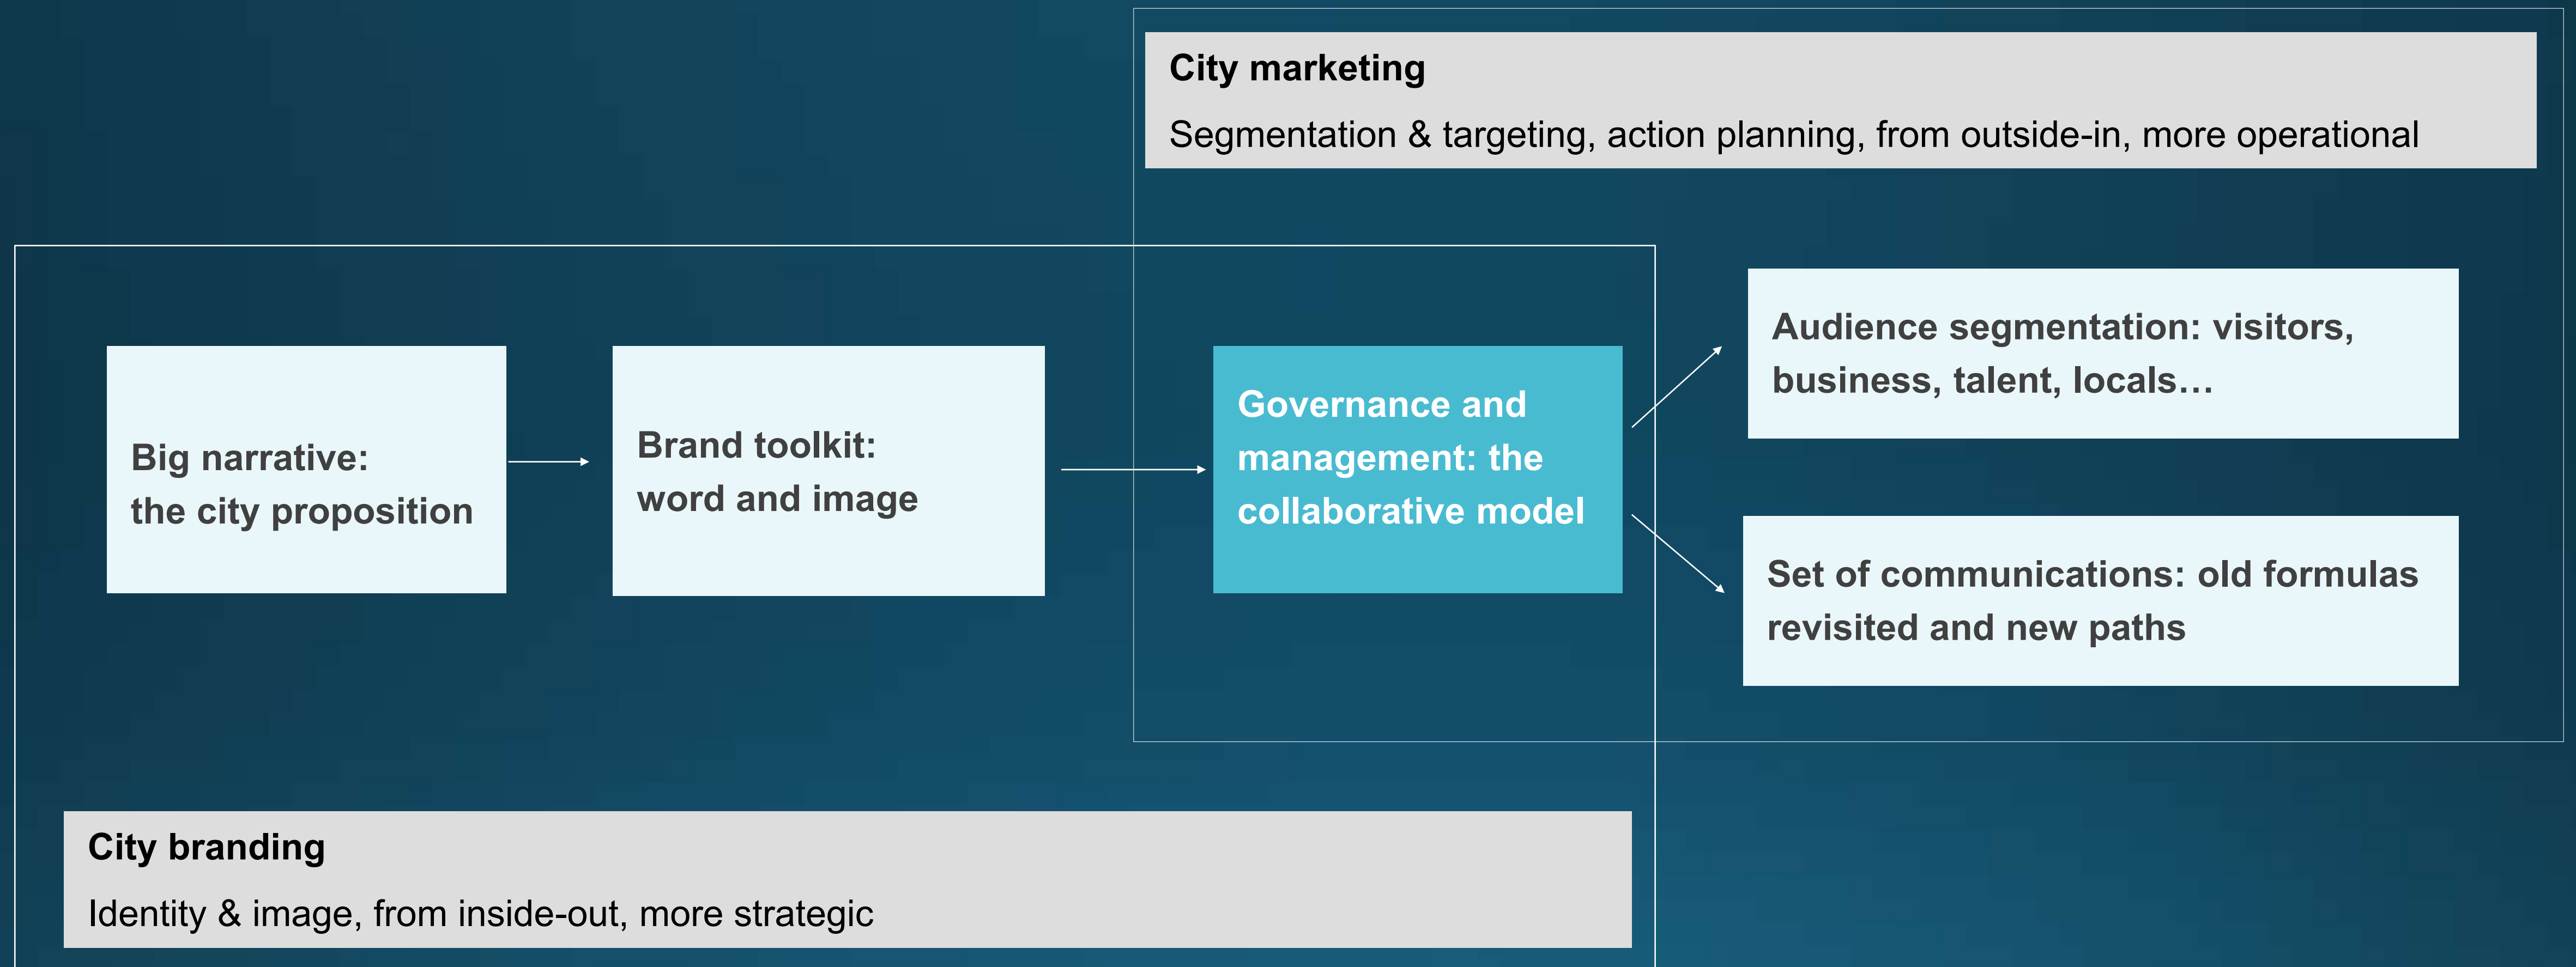 City marketing
Segmentation & targeting, action planning, from outside-in, more operational
Big narrative:
the city proposition
Brand toolkit:
word and image
Governance and
management: the
collaborative model
Audience segmentation: visitors,
business, talent, locals…
Set of communications: old formulas
revisited and new paths
City branding
Identity & image, from inside-out, more strategic